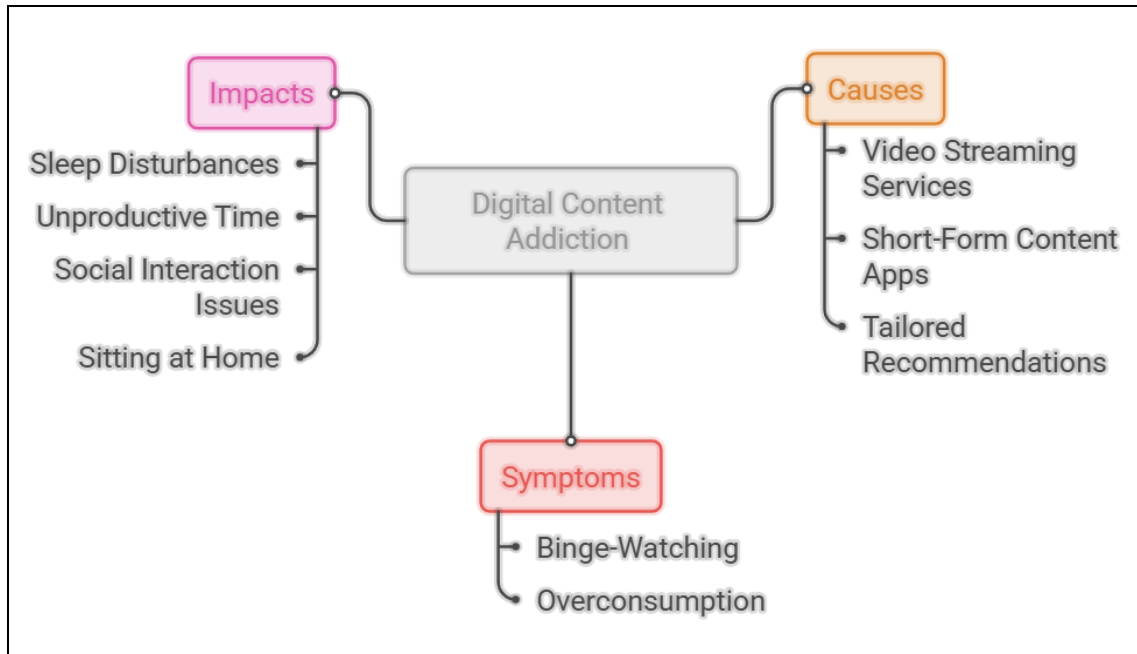 Impacts
Sleep Disturbances
Unproductive Time
Social Interaction
Issues
Sitting at Home
Digital Content
Addiction
Causes
Video Streaming
Services
Short-Form Content
Apps
Tailored
Recommendations
Symptoms
Binge-Watching
Overconsumption